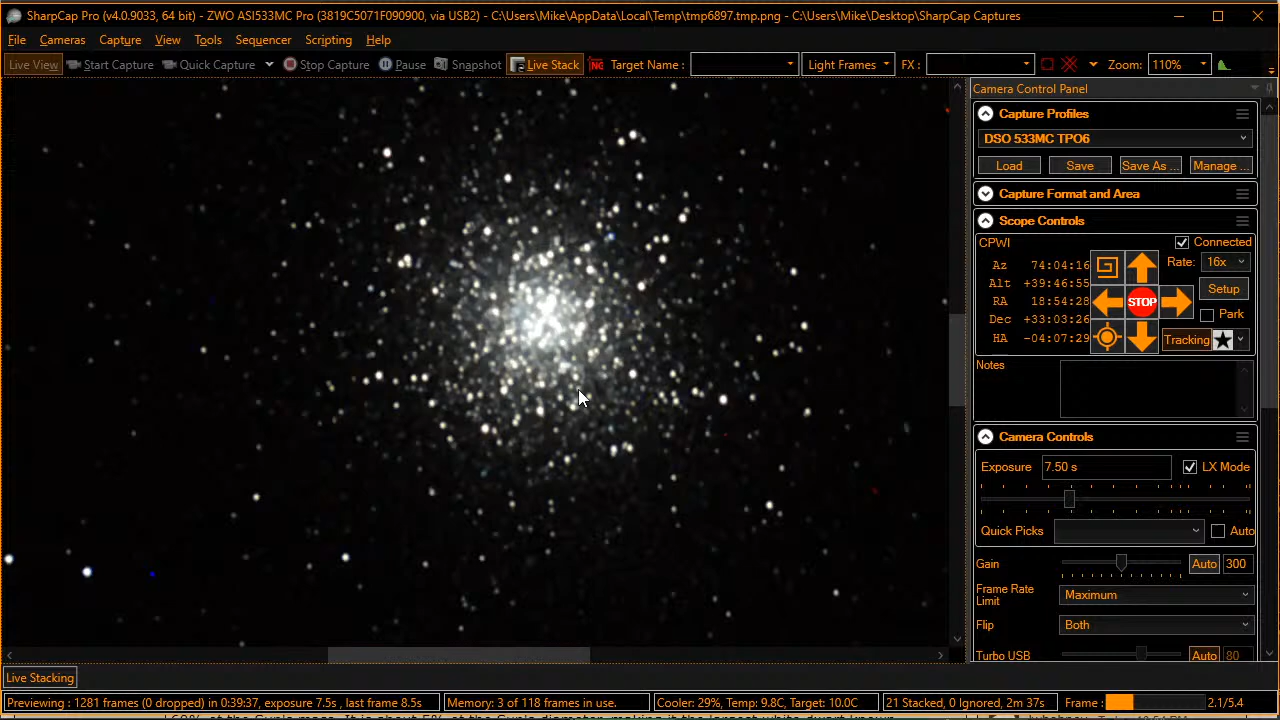 SharpCap Pro (v4.0.9033, 64 bit) - ZWO ASI533MC Pro (3819C5071F090900, via USB2) - C:\Users\Mike\AppData\Local\Temp\tmp6897.tmp.png - C:\Users\Mike\Desktop\SharpCap Captures
File Cameras Capture View Tools Sequencer Scripting Help
Live View Start Capture Quick Capture Stop Capture Pause Snapshot Live Stack NC Target Name : Light Frames FX : Zoom: 110%
Camera Control Panel
Capture Profiles
DSO 533MC TPO6
Load Save Save As ... Manage ...
Capture Format and Area
Scope Controls
CPWI Connected
Az 74:04:16 Rate: 16x
Alt +39:46:55 Setup
RA 18:54:28 STOP
Dec +33:03:26 Park
HA -04:07:29 Tracking
Notes
Camera Controls
Exposure 7.50 s LX Mode
Quick Picks Auto
Gain Auto 300
Frame Rate Limit Maximum
Flip Both
Turbo USB Auto 80
Live Stacking
Previewing : 1281 frames (0 dropped) in 0:39:37, exposure 7.5s , last frame 8.5s Memory: 3 of 118 frames in use. Cooler: 29%, Temp: 9.8C, Target: 10.0C 21 Stacked, 0 Ignored, 2m 37s Frame : 2.1/5.4